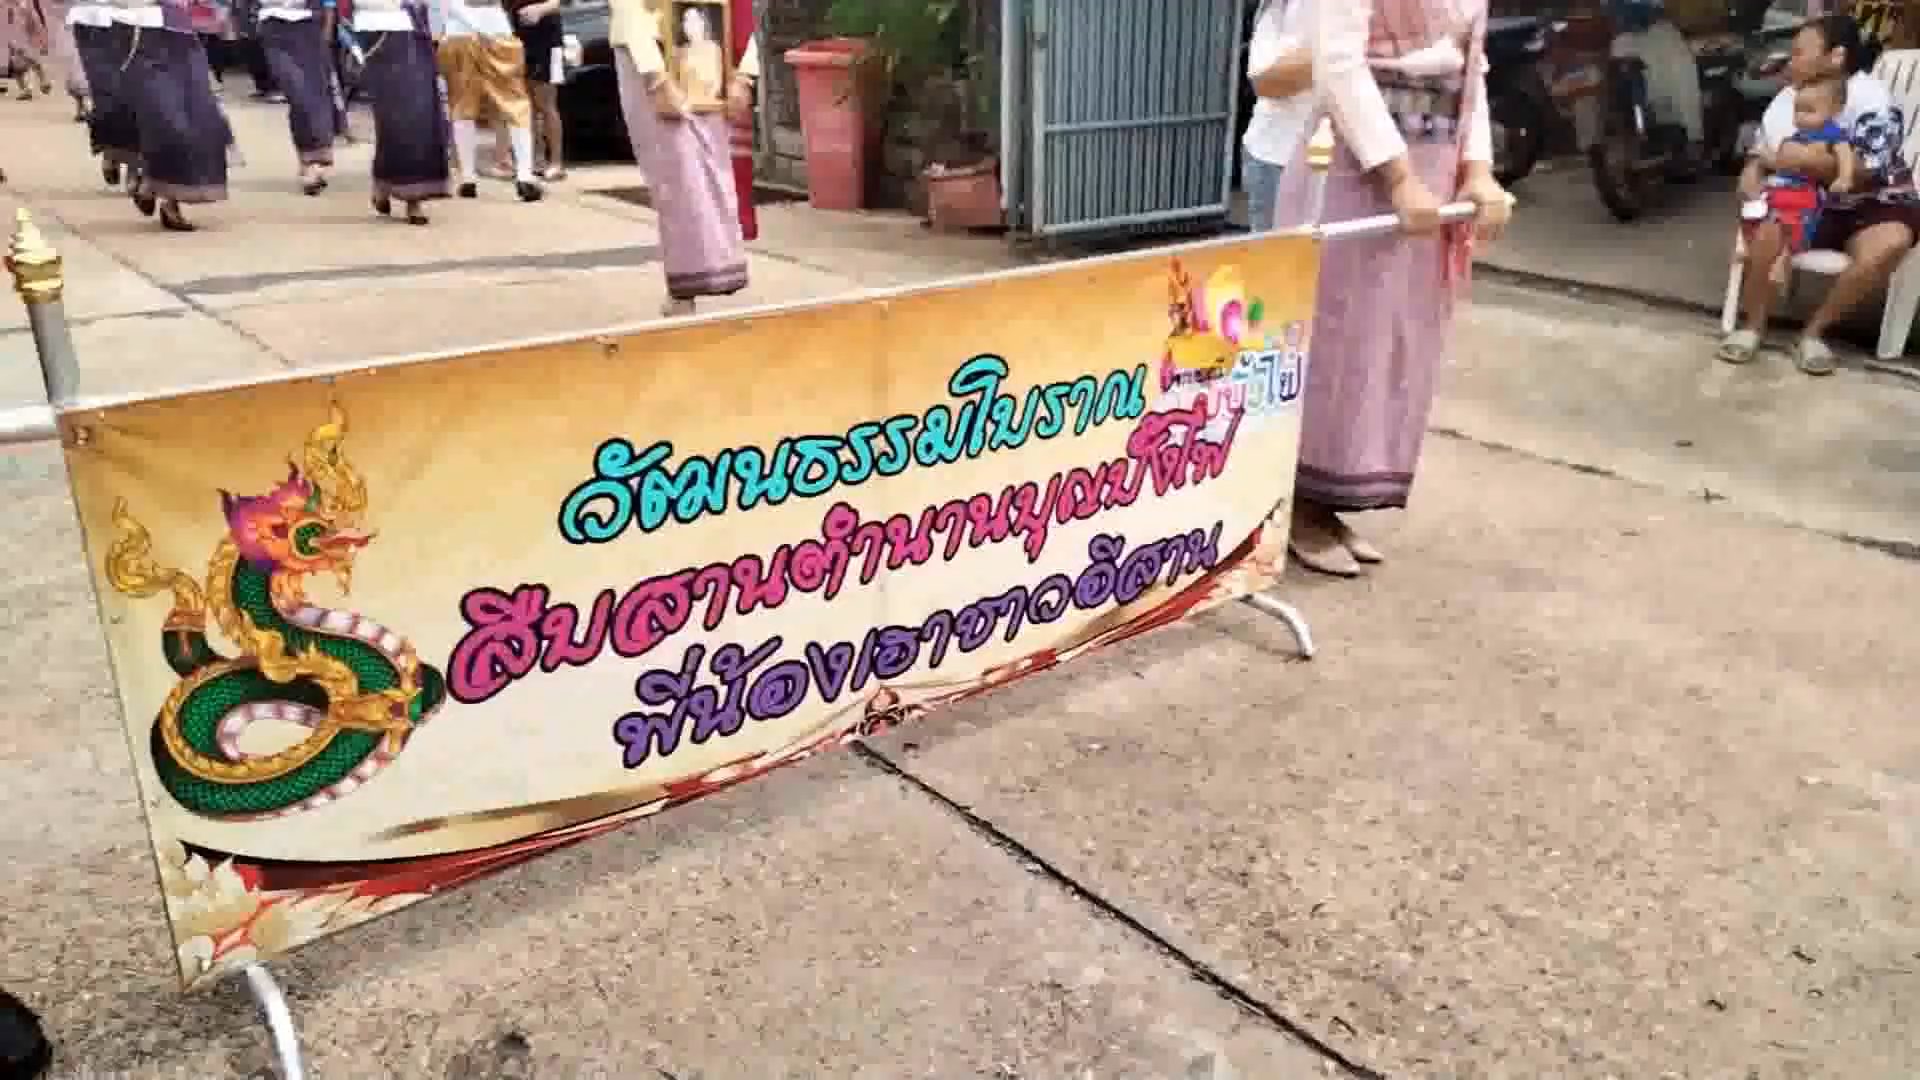 วัฒนธรรมโบราณ
สืบสานตำนานบุญบั้งไฟ
พี่น้องเฮาชาวอีสาน